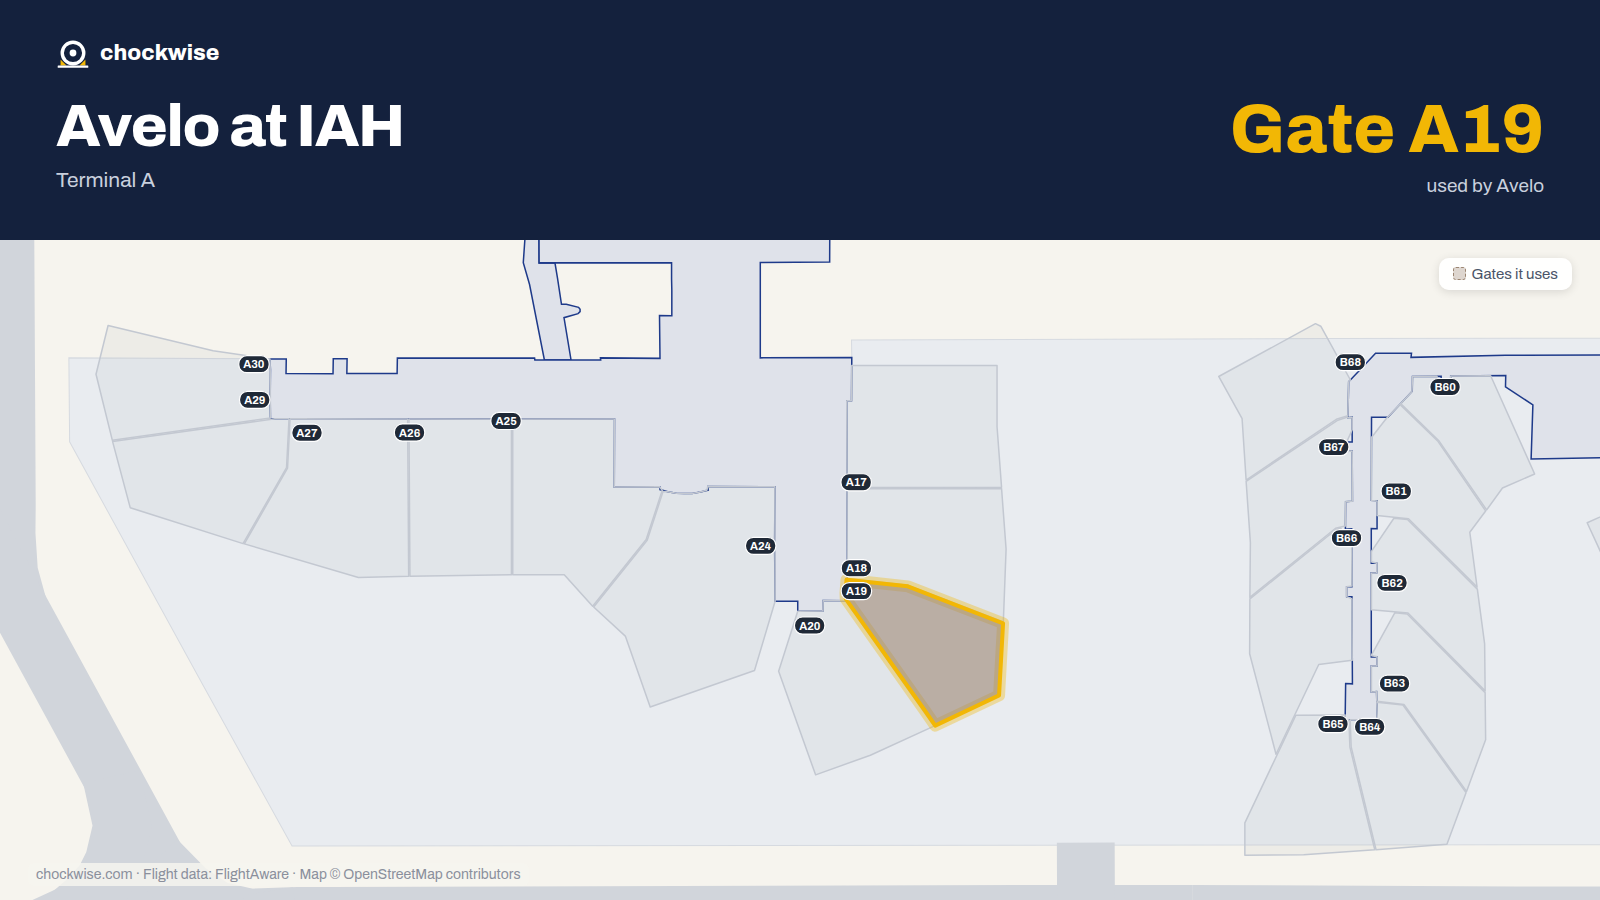 chockwise
Avelo at IAH
Terminal A
Gate A19
used by Avelo
Gates it uses
A30
A29
A27
A26
A25
A17
A24
A18
A19
A20
B68
B60
B67
B61
B66
B62
B63
B65
B64
chockwise.com · Flight data: FlightAware · Map © OpenStreetMap contributors